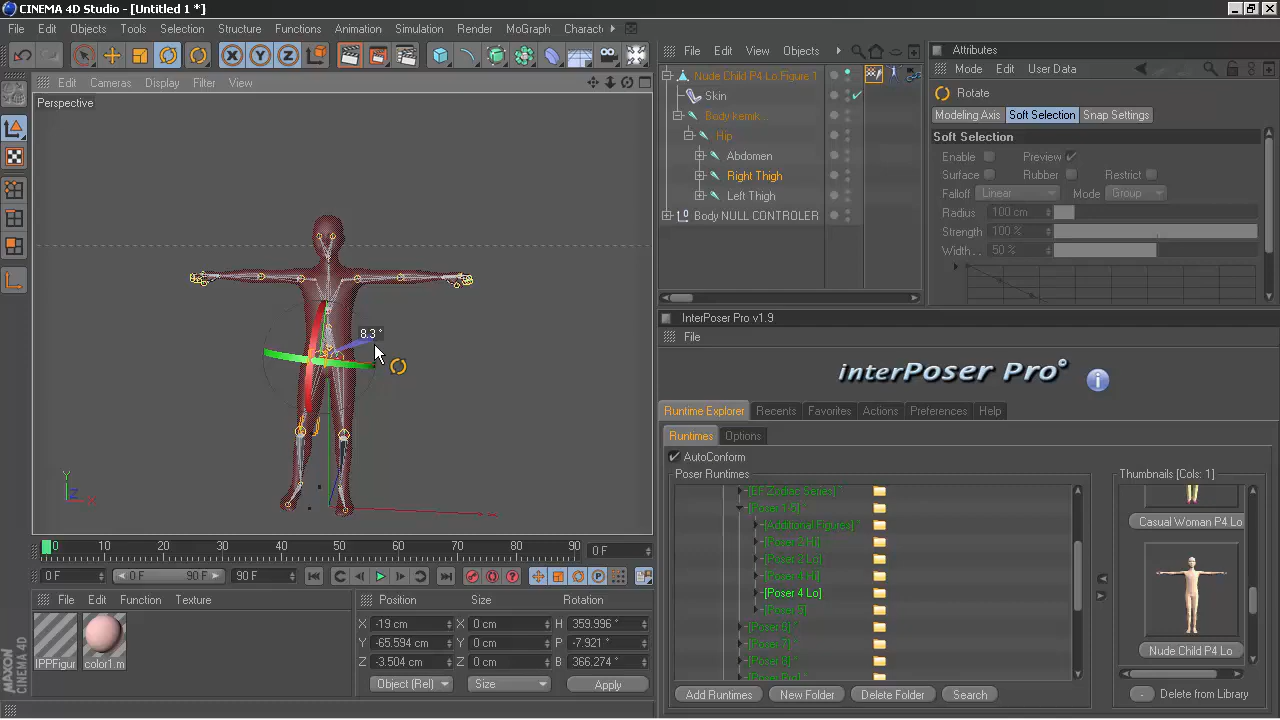 CINEMA 4D Studio - [Untitled 1 *]
File Edit Objects Tools Selection Structure Functions Animation Simulation Render MoGraph Charact
X Y Z
Edit Cameras Display Filter View
Perspective
8.3 °
Y
X
Z
0 10 20 30 40 50 60 70 80 90 0 F
0 F 0 F 90 F 90 F
File Edit Function Texture
IPPFigur color1.m
MAXON CINEMA 4D
Position Size Rotation
X -19 cm X 0 cm H 359.996 °
Y -65.594 cm Y 0 cm P -7.921 °
Z -3.504 cm Z 0 cm B 366.274 °
Object (Rel) Size Apply
File Edit View Objects
Nude Child P4 Lo Figure 1
Skin
Body kemik...
Hip
Abdomen
Right Thigh
Left Thigh
Body NULL CONTROLER
Attributes
Mode Edit User Data
Rotate
Modeling Axis Soft Selection Snap Settings
Soft Selection
Enable Preview
Surface Rubber Restrict
Falloff Linear Mode Group
Radius 100 cm
Strength 100 %
Width . . 50 %
InterPoser Pro v1.9
File
interPoser Pro°
i
Runtime Explorer Recents Favorites Actions Preferences Help
Runtimes Options
AutoConform
Poser Runtimes
Thumbnails [Cols: 1]
[Additional Figures]
[Poser 4 Hi]
[Poser 4 Lo]
[Poser 5]
[Poser 6]
[Poser 7]
[Poser 8]
Casual Woman P4 Lo
Nude Child P4 Lo
Add Runtimes New Folder Delete Folder Search
- Delete from Library